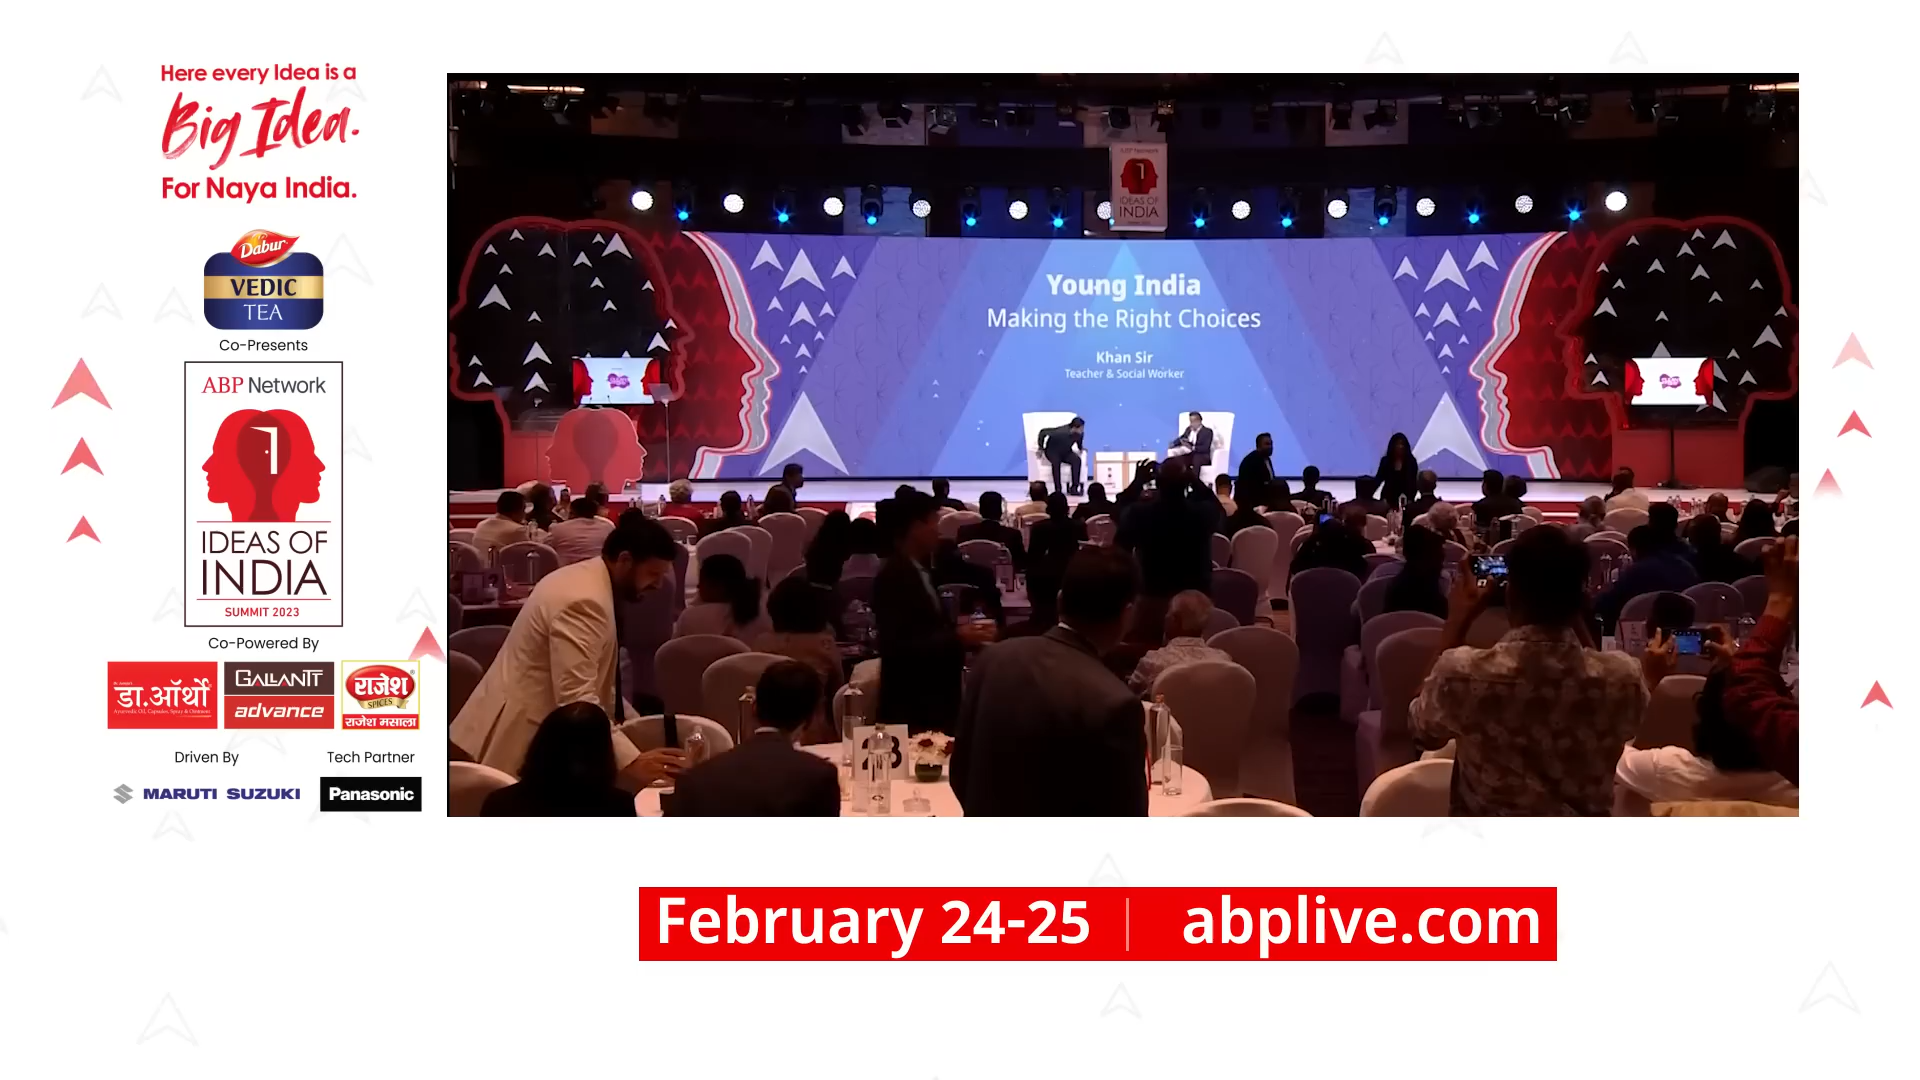 Here every Idea is a
Big Idea.
For Naya India.
Dabur
VEDIC
TEA
Co-Presents
ABP Network
IDEAS OF
INDIA
SUMMIT 2023
Co-Powered By
डा.ऑर्थो
GALLANTT
advance
राजेश
SPICES
राजेश मसाला
Driven By
Tech Partner
MARUTI SUZUKI
Panasonic
ABP Network
IDEAS OF
INDIA
Young India
Making the Right Choices
Khan Sir
Teacher & Social Worker
February 24-25
abplive.com